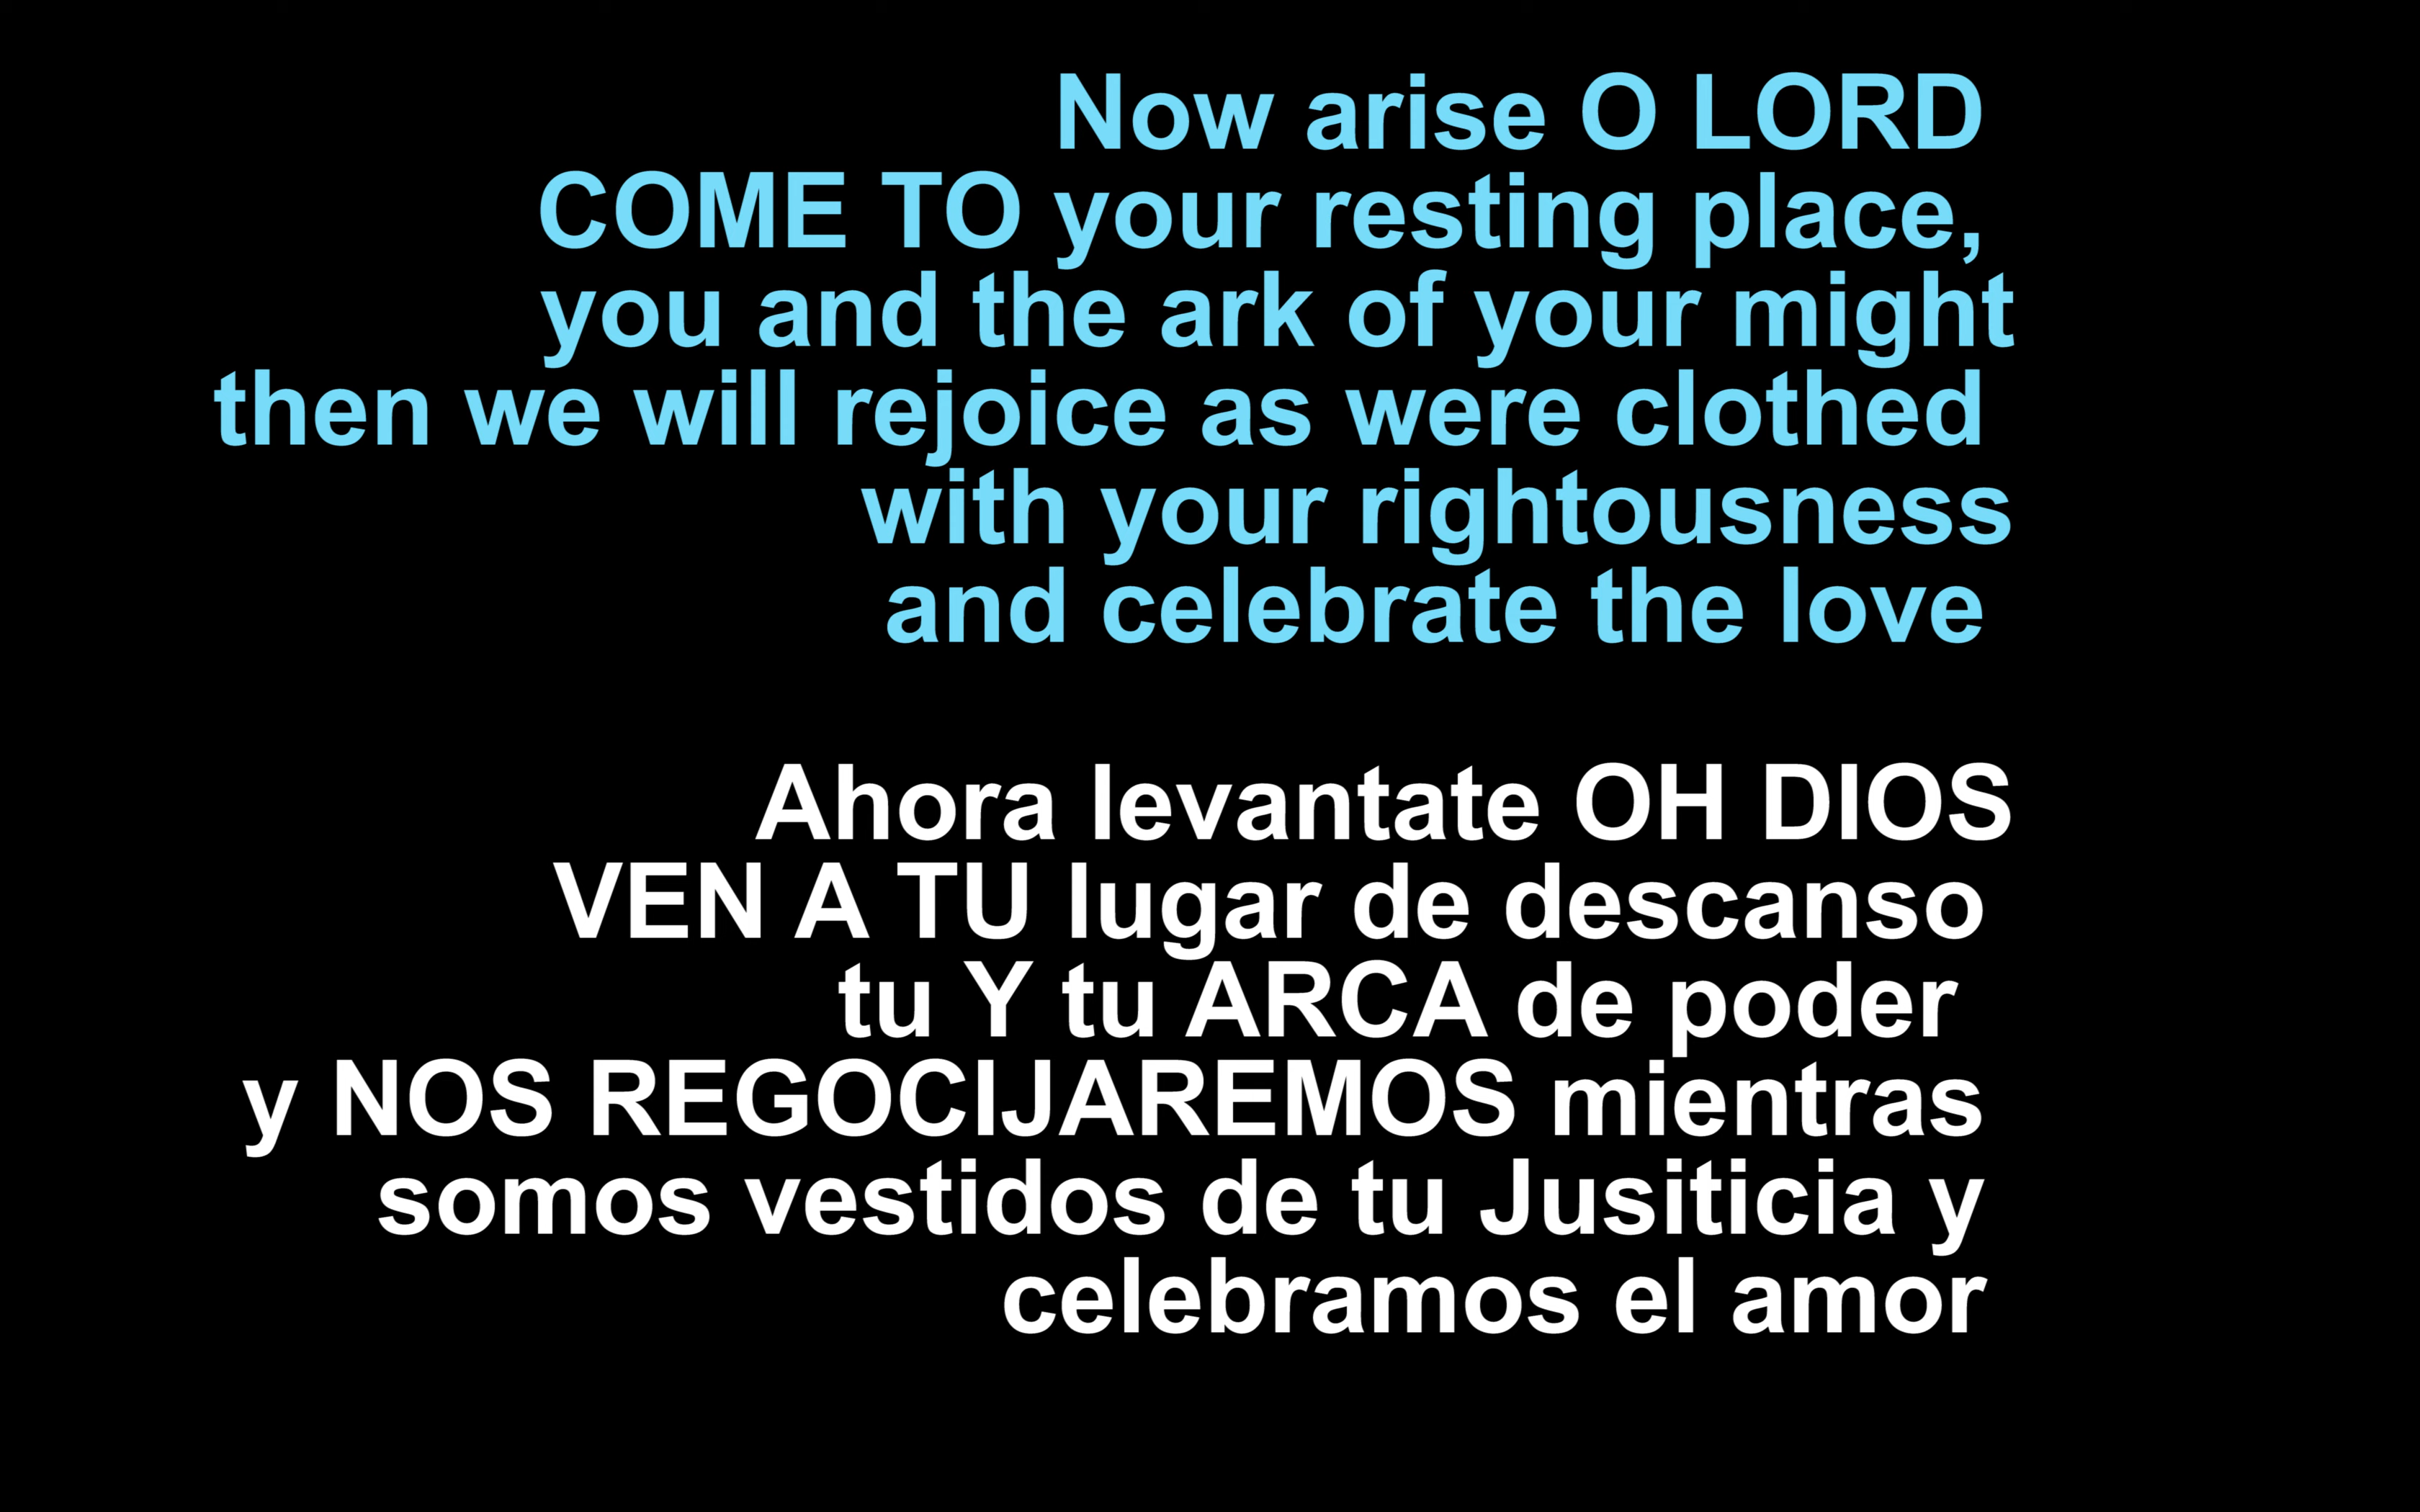 Now arise O LORD
COME TO your resting place,
you and the ark of your might
then we will rejoice as were clothed
with your rightousness
and celebrate the love
Ahora levantate OH DIOS
VEN A TU lugar de descanso
tu Y tu ARCA de poder
y NOS REGOCIJAREMOS mientras
somos vestidos de tu Jusiticia y
celebramos el amor